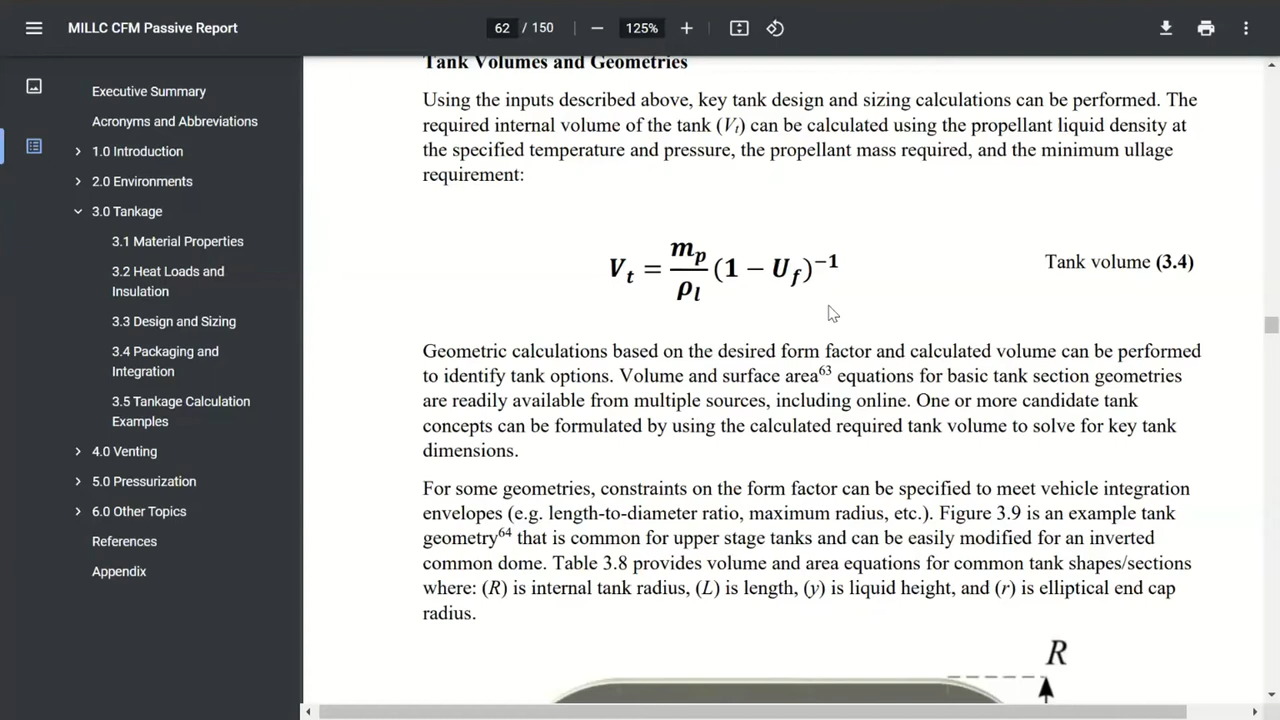 MILLC CFM Passive Report
62 / 150
125%
Executive Summary
Acronyms and Abbreviations
1.0 Introduction
2.0 Environments
3.0 Tankage
3.1 Material Properties
3.2 Heat Loads and
Insulation
3.3 Design and Sizing
3.4 Packaging and
Integration
3.5 Tankage Calculation
Examples
4.0 Venting
5.0 Pressurization
6.0 Other Topics
References
Appendix
Tank Volumes and Geometries
Using the inputs described above, key tank design and sizing calculations can be performed. The
required internal volume of the tank (Vt) can be calculated using the propellant liquid density at
the specified temperature and pressure, the propellant mass required, and the minimum ullage
requirement:
V_t = m_p/ρ_l (1 − U_f)^−1
Tank volume (3.4)
Geometric calculations based on the desired form factor and calculated volume can be performed
to identify tank options. Volume and surface area63 equations for basic tank section geometries
are readily available from multiple sources, including online. One or more candidate tank
concepts can be formulated by using the calculated required tank volume to solve for key tank
dimensions.
For some geometries, constraints on the form factor can be specified to meet vehicle integration
envelopes (e.g. length-to-diameter ratio, maximum radius, etc.). Figure 3.9 is an example tank
geometry64 that is common for upper stage tanks and can be easily modified for an inverted
common dome. Table 3.8 provides volume and area equations for common tank shapes/sections
where: (R) is internal tank radius, (L) is length, (y) is liquid height, and (r) is elliptical end cap
radius.
R